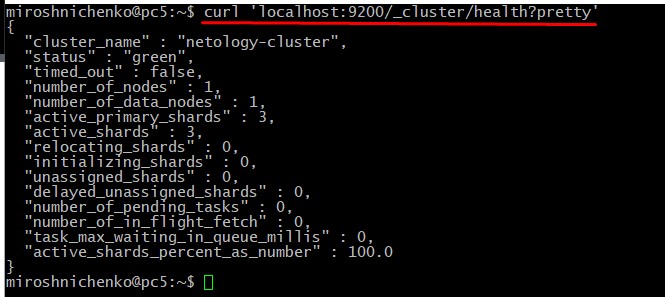 miroshnichenko@pc5:~$ curl 'localhost:9200/_cluster/health?pretty'
{
  "cluster_name" : "netology-cluster",
  "status" : "green",
  "timed_out" : false,
  "number_of_nodes" : 1,
  "number_of_data_nodes" : 1,
  "active_primary_shards" : 3,
  "active_shards" : 3,
  "relocating_shards" : 0,
  "initializing_shards" : 0,
  "unassigned_shards" : 0,
  "delayed_unassigned_shards" : 0,
  "number_of_pending_tasks" : 0,
  "number_of_in_flight_fetch" : 0,
  "task_max_waiting_in_queue_millis" : 0,
  "active_shards_percent_as_number" : 100.0
}
miroshnichenko@pc5:~$